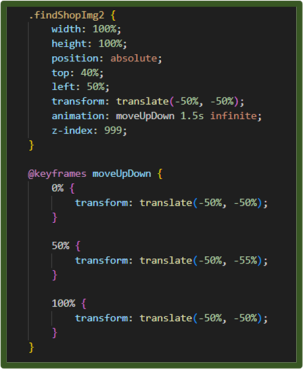 .findShopImg2 {
width: 100%;
height: 100%;
position: absolute;
top: 40%;
left: 50%;
transform: translate(-50%, -50%);
animation: moveUpDown 1.5s infinite;
z-index: 999;
}
@keyframes moveUpDown {
0% {
transform: translate(-50%, -50%);
}
50% {
transform: translate(-50%, -55%);
}
100% {
transform: translate(-50%, -50%);
}
}